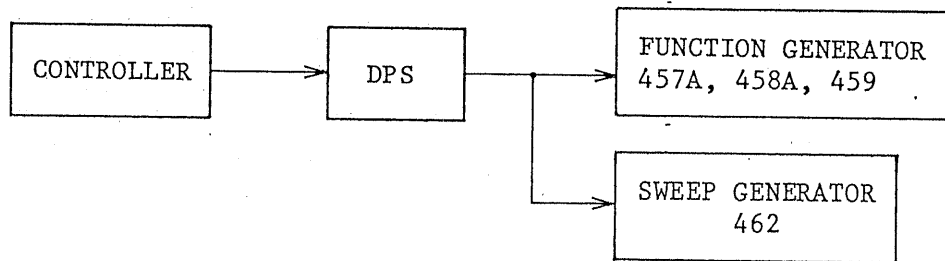 CONTROLLER
DPS
FUNCTION GENERATOR
457A, 458A, 459
SWEEP GENERATOR
462